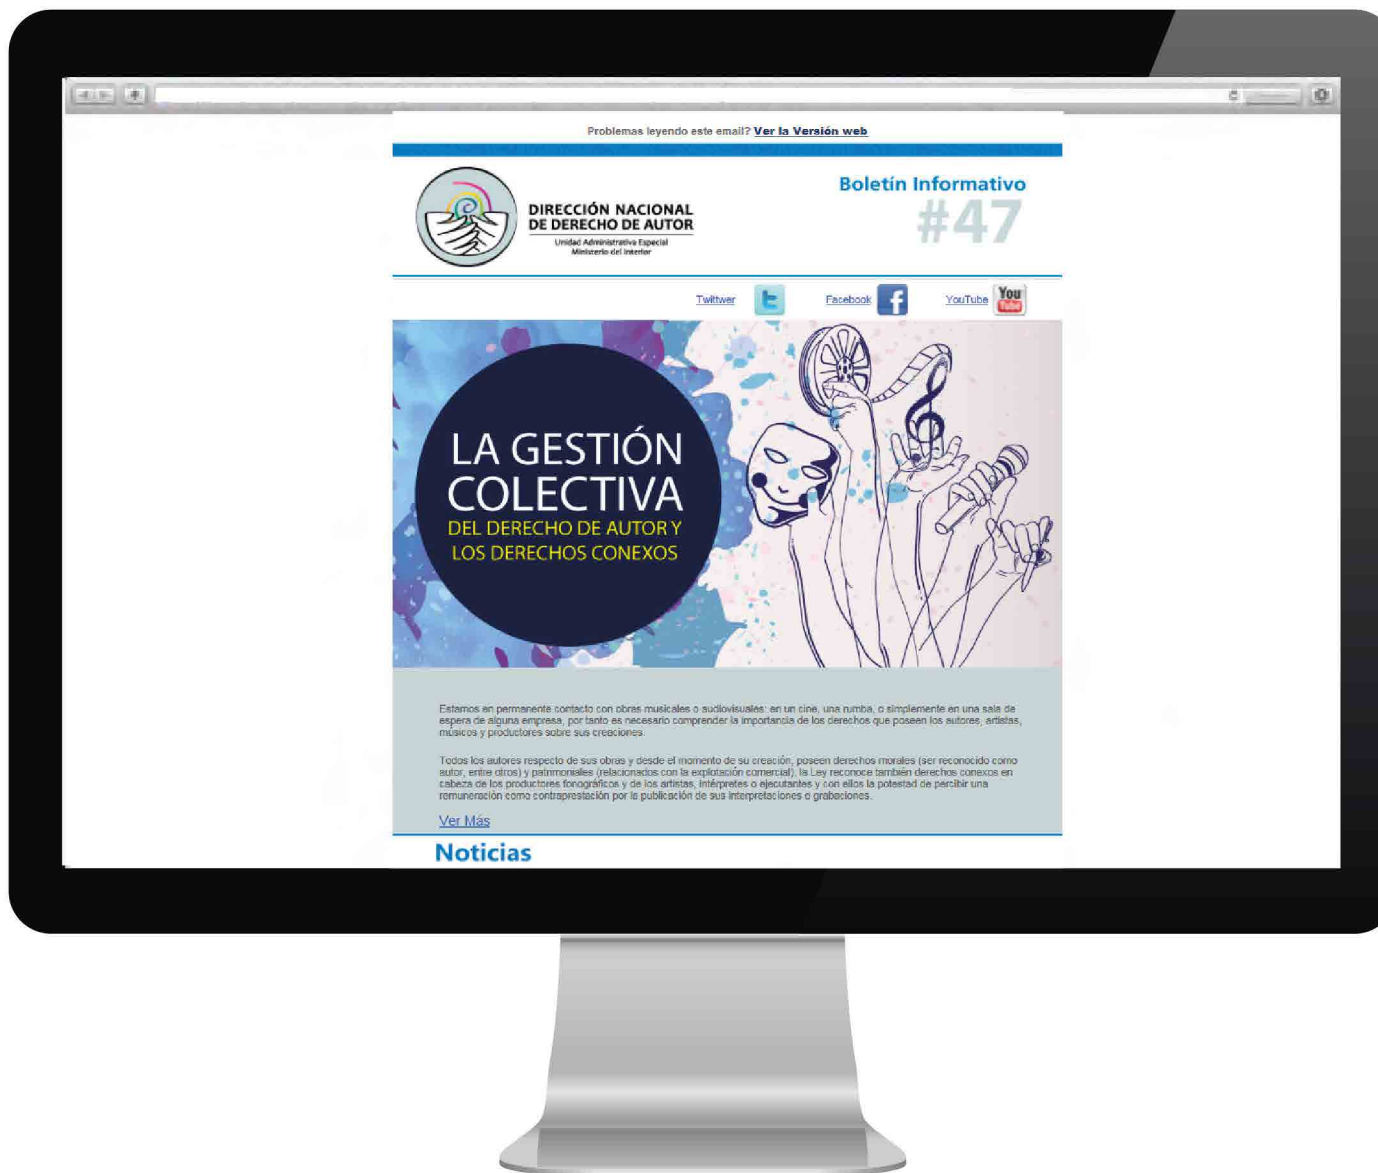 Problemas leyendo este email? Ver la Versión web
DIRECCIÓN NACIONAL
DE DERECHO DE AUTOR
Unidad Administrativa Especial
Ministerio del Interior
Boletín Informativo
#47
Twittwer
Facebook
YouTube
You
Tube
LA GESTIÓN
COLECTIVA
DEL DERECHO DE AUTOR Y
LOS DERECHOS CONEXOS
Estamos en permanente contacto con obras musicales o audiovisuales: en un cine, una rumba, o simplemente en una sala de
espera de alguna empresa, por tanto es necesario comprender la importancia de los derechos que poseen los autores, artistas,
músicos y productores sobre sus creaciones.
Todos los autores respecto de sus obras y desde el momento de su creación, poseen derechos morales (ser reconocido como
autor, entre otros) y patrimoniales (relacionados con la explotación comercial), la Ley reconoce también derechos conexos en
cabeza de los productores fonográficos y de los artistas, intérpretes o ejecutantes y con ellos la potestad de percibir una
remuneración como contraprestación por la publicación de sus interpretaciones o grabaciones.
Ver Más
Noticias